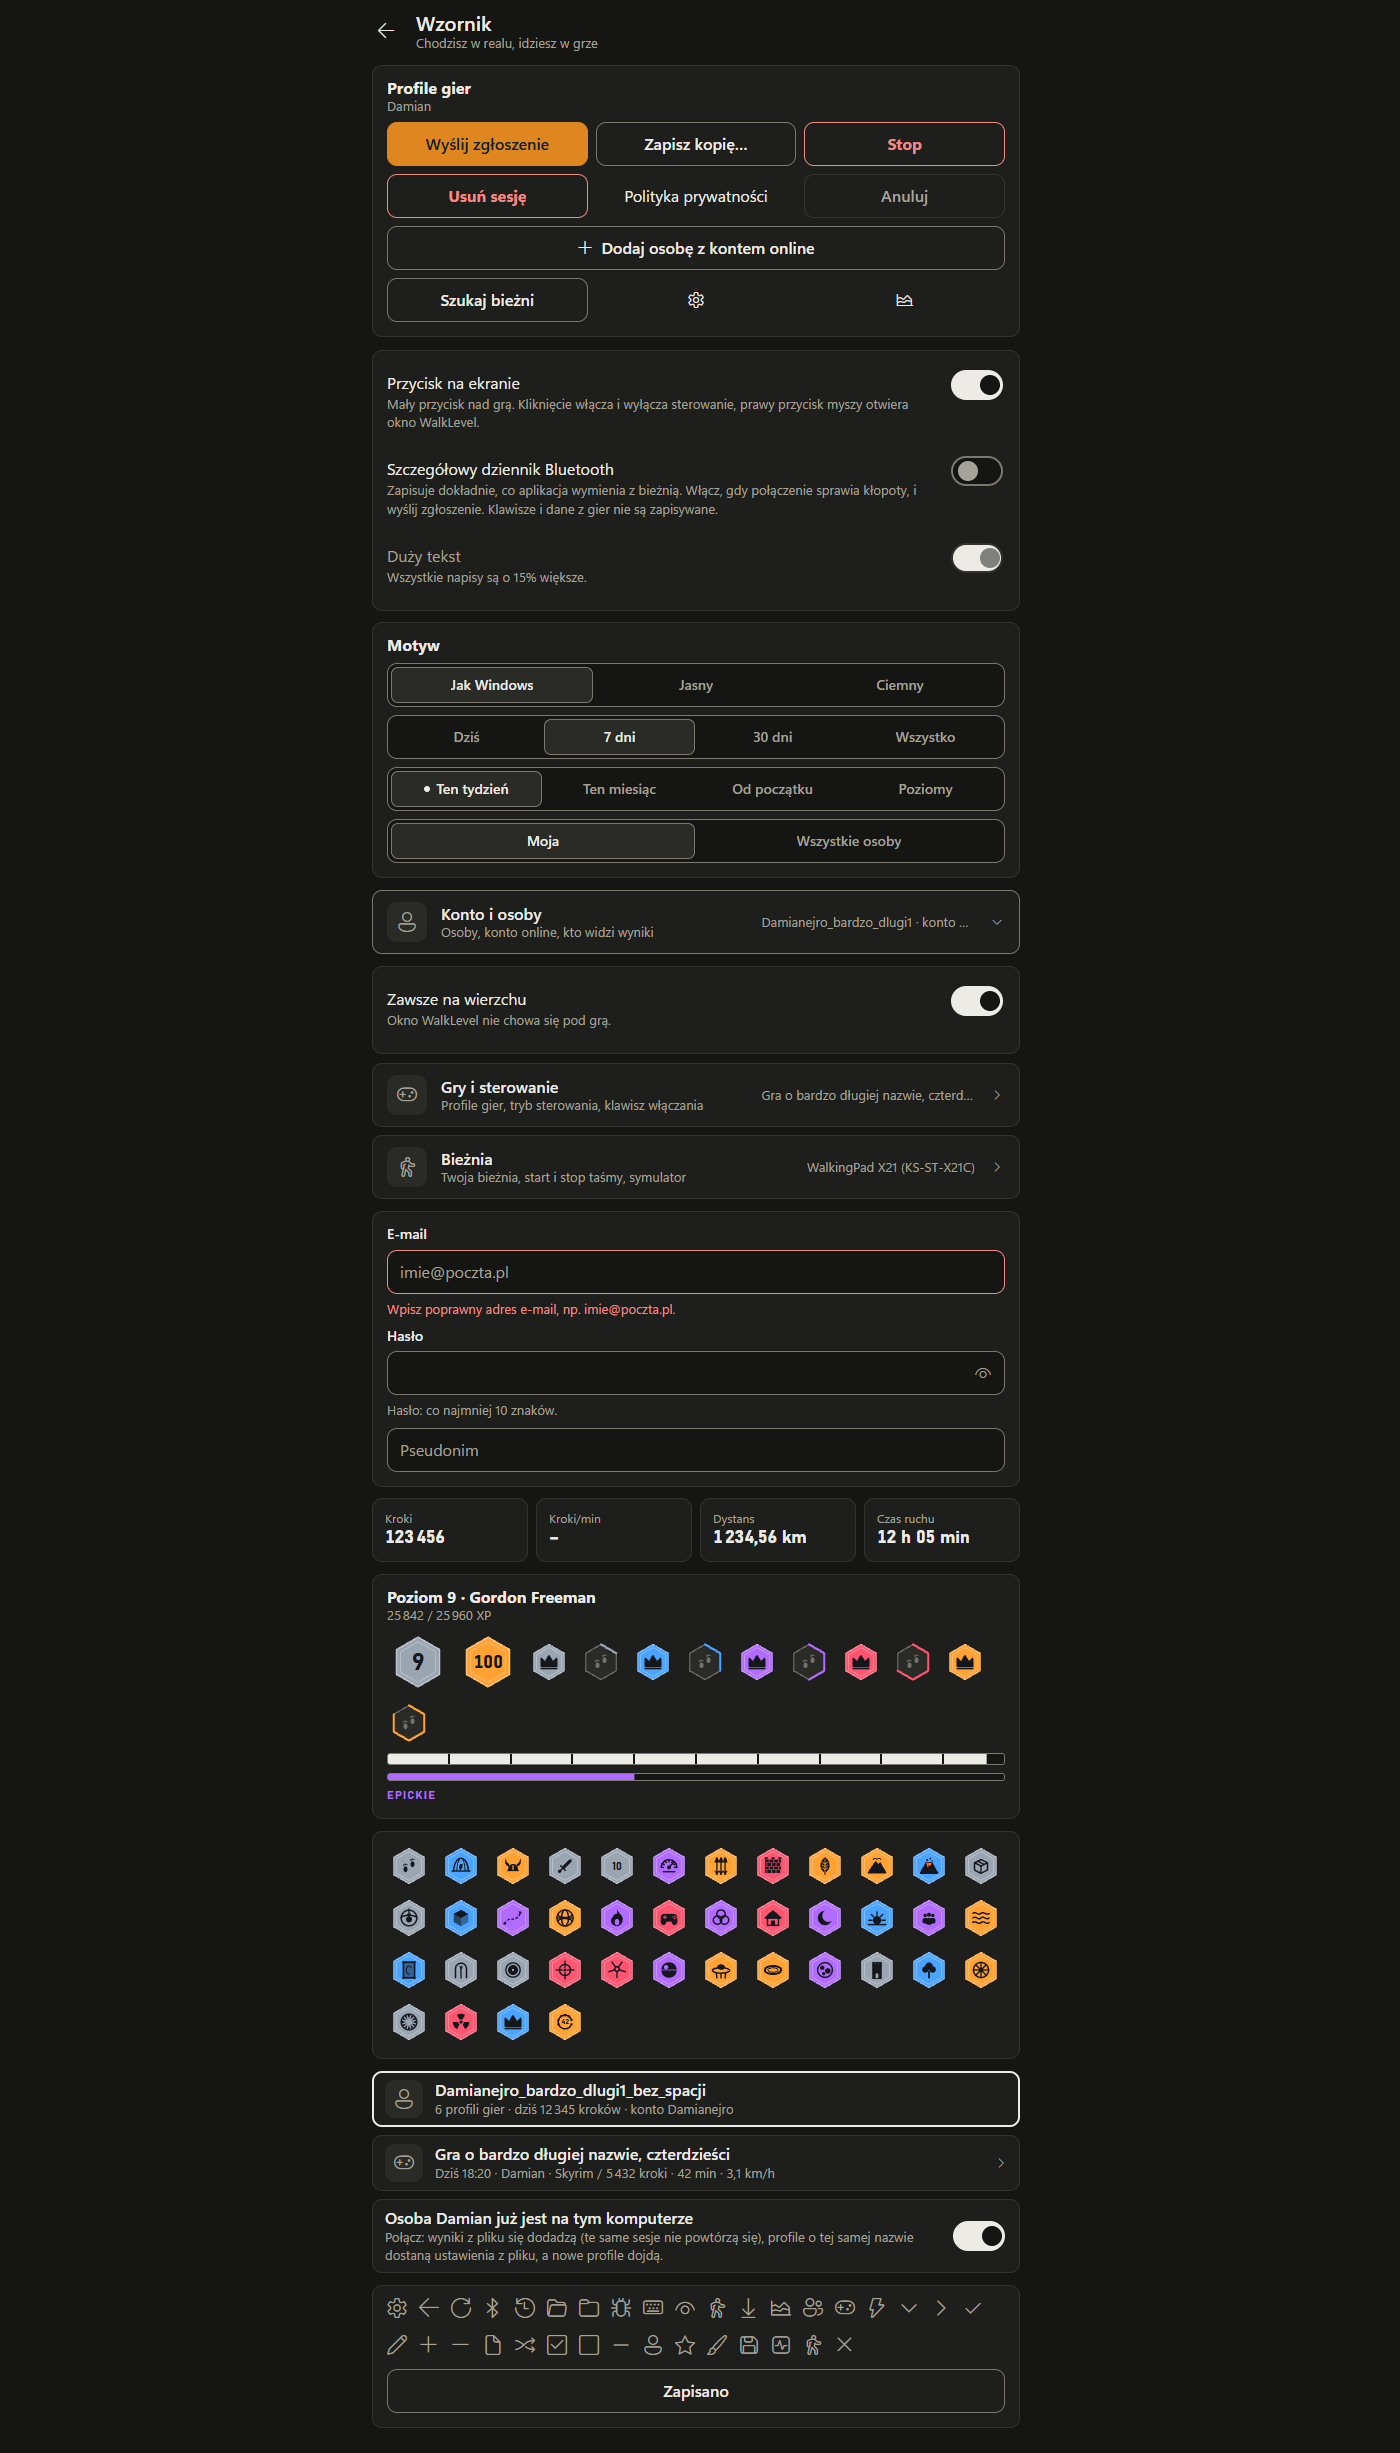 Wzornik
Chodzisz w realu, idziesz w grze
Profile gier
Damian
Wyślij zgłoszenie
Zapisz kopię...
Stop
Usuń sesję
Polityka prywatności
Anuluj
Dodaj osobę z kontem online
Szukaj bieżni
Przycisk na ekranie
Mały przycisk nad grą. Kliknięcie włącza i wyłącza sterowanie, prawy przycisk myszy otwiera
okno WalkLevel.
Szczegółowy dziennik Bluetooth
Zapisuje dokładnie, co aplikacja wymienia z bieżnią. Włącz, gdy połączenie sprawia kłopoty, i
wyślij zgłoszenie. Klawisze i dane z gier nie są zapisywane.
Duży tekst
Wszystkie napisy są o 15% większe.
Motyw
Jak Windows
Jasny
Ciemny
Dziś
7 dni
30 dni
Wszystko
• Ten tydzień
Ten miesiąc
Od początku
Poziomy
Moja
Wszystkie osoby
Konto i osoby
Osoby, konto online, kto widzi wyniki
Damianejro_bardzo_dlugi1 · konto ...
Zawsze na wierzchu
Okno WalkLevel nie chowa się pod grą.
Gry i sterowanie
Profile gier, tryb sterowania, klawisz włączania
Gra o bardzo długiej nazwie, czterd...
Bieżnia
Twoja bieżnia, start i stop taśmy, symulator
WalkingPad X21 (KS-ST-X21C)
E-mail
imie@poczta.pl
Wpisz poprawny adres e-mail, np. imie@poczta.pl.
Hasło
Hasło: co najmniej 10 znaków.
Pseudonim
Kroki
123 456
Kroki/min
–
Dystans
1 234,56 km
Czas ruchu
12 h 05 min
Poziom 9 · Gordon Freeman
25 842 / 25 960 XP
9
100
EPICKIE
10
42
Damianejro_bardzo_dlugi1_bez_spacji
6 profili gier · dziś 12 345 kroków · konto Damianejro
Gra o bardzo długiej nazwie, czterdzieści
Dziś 18:20 · Damian · Skyrim / 5 432 kroki · 42 min · 3,1 km/h
Osoba Damian już jest na tym komputerze
Połącz: wyniki z pliku się dodadzą (te same sesje nie powtórzą się), profile o tej samej nazwie
dostaną ustawienia z pliku, a nowe profile dojdą.
Zapisano